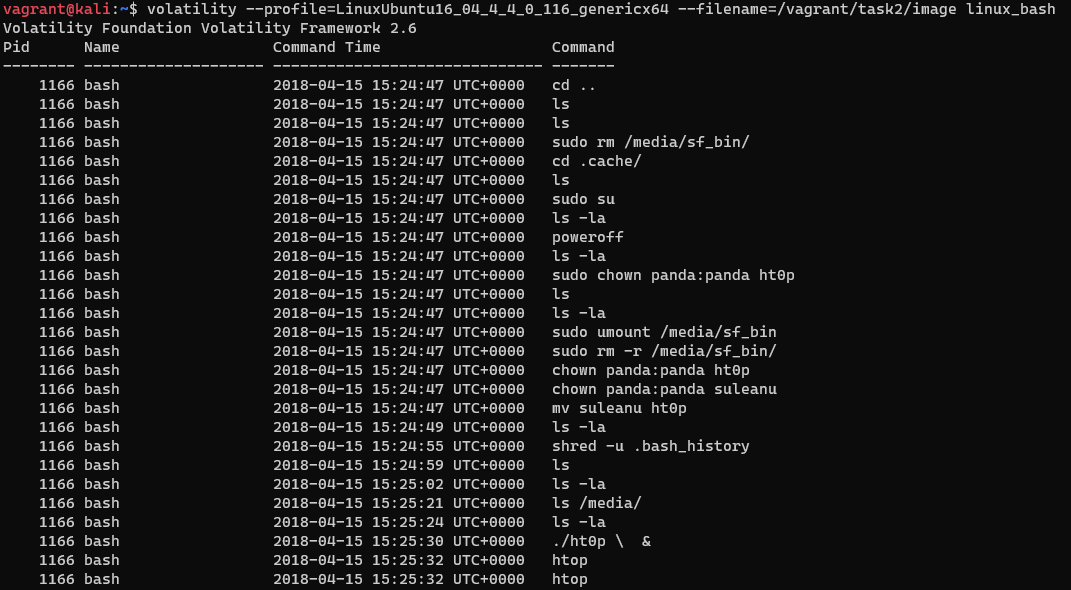 vagrant@kali:~$ volatility --profile=LinuxUbuntu16_04_4_4_0_116_genericx64 --filename=/vagrant/task2/image linux_bash
Volatility Foundation Volatility Framework 2.6
Pid      Name                 Command Time                   Command
-------- -------------------- ------------------------------ -------
    1166 bash                 2018-04-15 15:24:47 UTC+0000   cd ..
    1166 bash                 2018-04-15 15:24:47 UTC+0000   ls
    1166 bash                 2018-04-15 15:24:47 UTC+0000   ls
    1166 bash                 2018-04-15 15:24:47 UTC+0000   sudo rm /media/sf_bin/
    1166 bash                 2018-04-15 15:24:47 UTC+0000   cd .cache/
    1166 bash                 2018-04-15 15:24:47 UTC+0000   ls
    1166 bash                 2018-04-15 15:24:47 UTC+0000   sudo su
    1166 bash                 2018-04-15 15:24:47 UTC+0000   ls -la
    1166 bash                 2018-04-15 15:24:47 UTC+0000   poweroff
    1166 bash                 2018-04-15 15:24:47 UTC+0000   ls -la
    1166 bash                 2018-04-15 15:24:47 UTC+0000   sudo chown panda:panda ht0p
    1166 bash                 2018-04-15 15:24:47 UTC+0000   ls
    1166 bash                 2018-04-15 15:24:47 UTC+0000   ls -la
    1166 bash                 2018-04-15 15:24:47 UTC+0000   sudo umount /media/sf_bin
    1166 bash                 2018-04-15 15:24:47 UTC+0000   sudo rm -r /media/sf_bin/
    1166 bash                 2018-04-15 15:24:47 UTC+0000   chown panda:panda ht0p
    1166 bash                 2018-04-15 15:24:47 UTC+0000   chown panda:panda suleanu
    1166 bash                 2018-04-15 15:24:47 UTC+0000   mv suleanu ht0p
    1166 bash                 2018-04-15 15:24:49 UTC+0000   ls -la
    1166 bash                 2018-04-15 15:24:55 UTC+0000   shred -u .bash_history
    1166 bash                 2018-04-15 15:24:59 UTC+0000   ls
    1166 bash                 2018-04-15 15:25:02 UTC+0000   ls -la
    1166 bash                 2018-04-15 15:25:21 UTC+0000   ls /media/
    1166 bash                 2018-04-15 15:25:24 UTC+0000   ls -la
    1166 bash                 2018-04-15 15:25:30 UTC+0000   ./ht0p \  &
    1166 bash                 2018-04-15 15:25:32 UTC+0000   htop
    1166 bash                 2018-04-15 15:25:32 UTC+0000   htop